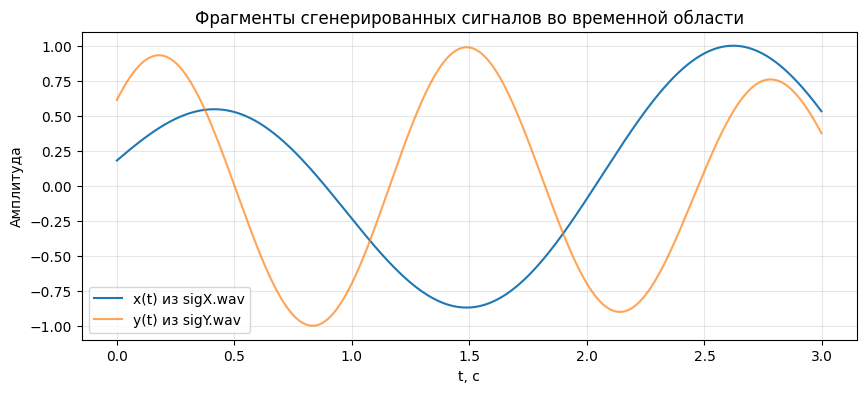 Фрагменты сгенерированных сигналов во временной области
Амплитуда
1.00
0.75
0.50
0.25
0.00
−0.25
−0.50
−0.75
−1.00
x(t) из sigX.wav
y(t) из sigY.wav
0.0 0.5 1.0 1.5 2.0 2.5 3.0
t, с